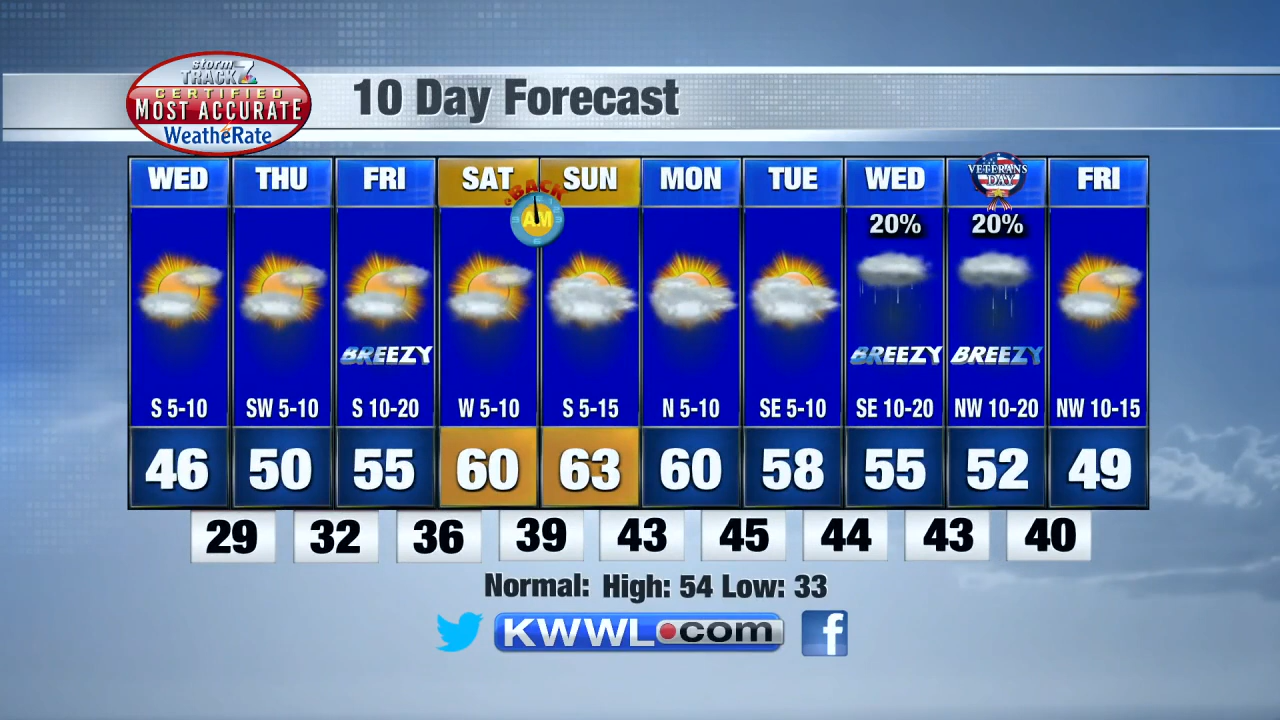 storm
TRACK 7
CERTIFIED
MOST ACCURATE
WeatheRate
10 Day Forecast
WED THU FRI SAT SUN MON TUE WED VETERANS DAY FRI
BACK
AM
20% 20%
BREEZY BREEZY BREEZY
S 5-10 SW 5-10 S 10-20 W 5-10 S 5-15 N 5-10 SE 5-10 SE 10-20 NW 10-20 NW 10-15
46 50 55 60 63 60 58 55 52 49
29 32 36 39 43 45 44 43 40
Normal: High: 54 Low: 33
KWWL.com
f